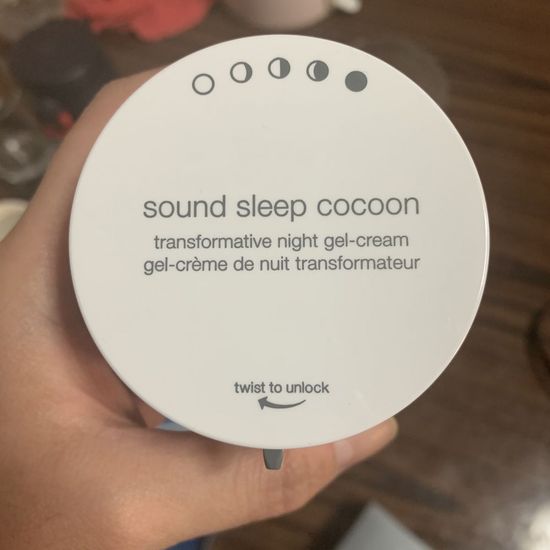 sound sleep cocoon
transformative night gel-cream
gel-crème de nuit transformateur
twist to unlock